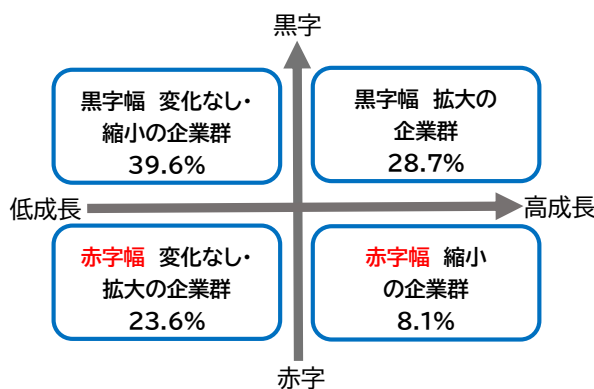 黒字
黒字幅 変化なし・
縮小の企業群
39.6%
黒字幅 拡大の
企業群
28.7%
低成長
高成長
赤字幅 変化なし・
拡大の企業群
23.6%
赤字幅 縮小
の企業群
8.1%
赤字